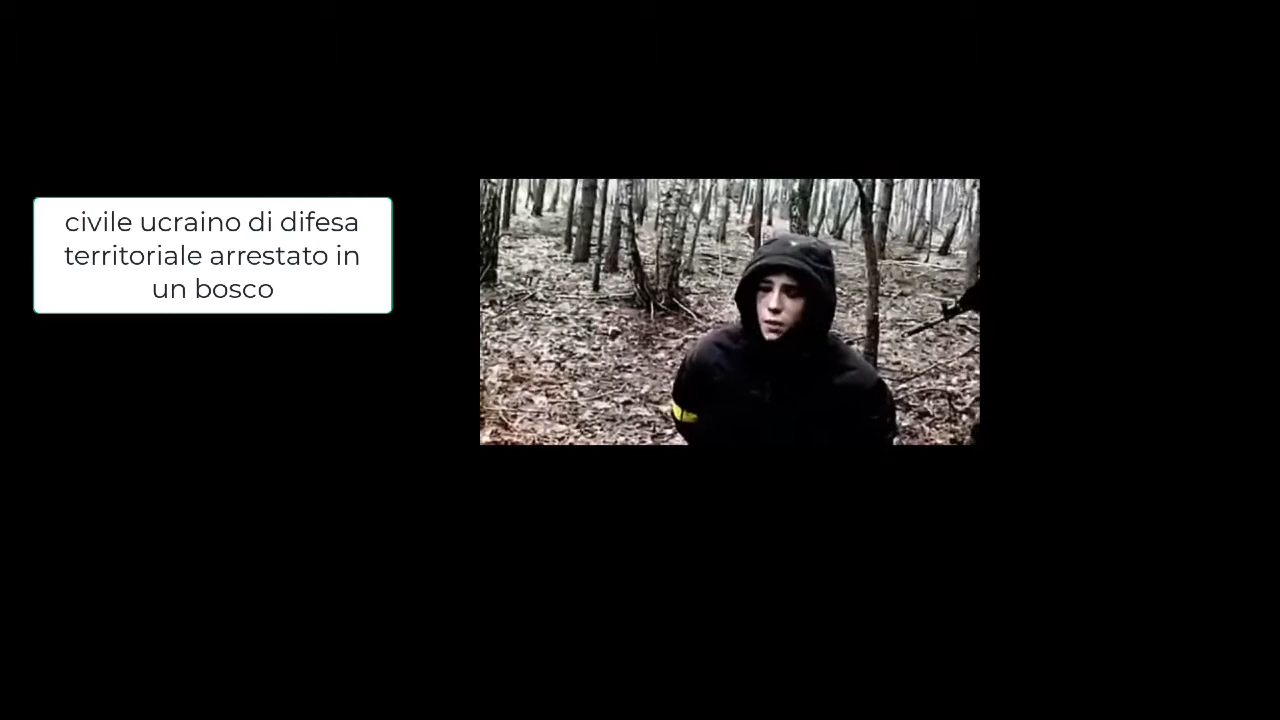 civile ucraino di difesa
territoriale arrestato in
un bosco